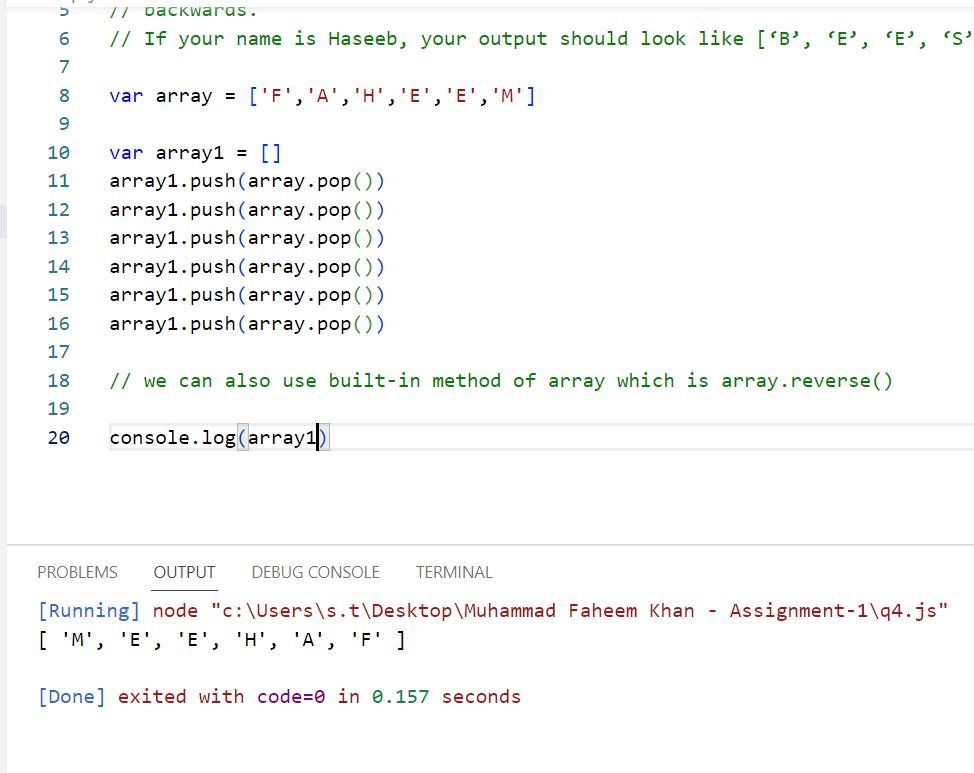 5 // backwards.
6 // If your name is Haseeb, your output should look like [‘B’, ‘E’, ‘E’, ‘S’
7
8 var array = ['F','A','H','E','E','M']
9
10 var array1 = []
11 array1.push(array.pop())
12 array1.push(array.pop())
13 array1.push(array.pop())
14 array1.push(array.pop())
15 array1.push(array.pop())
16 array1.push(array.pop())
17
18 // we can also use built-in method of array which is array.reverse()
19
20 console.log(array1)
PROBLEMS OUTPUT DEBUG CONSOLE TERMINAL
[Running] node "c:\Users\s.t\Desktop\Muhammad Faheem Khan - Assignment-1\q4.js"
[ 'M', 'E', 'E', 'H', 'A', 'F' ]
[Done] exited with code=0 in 0.157 seconds